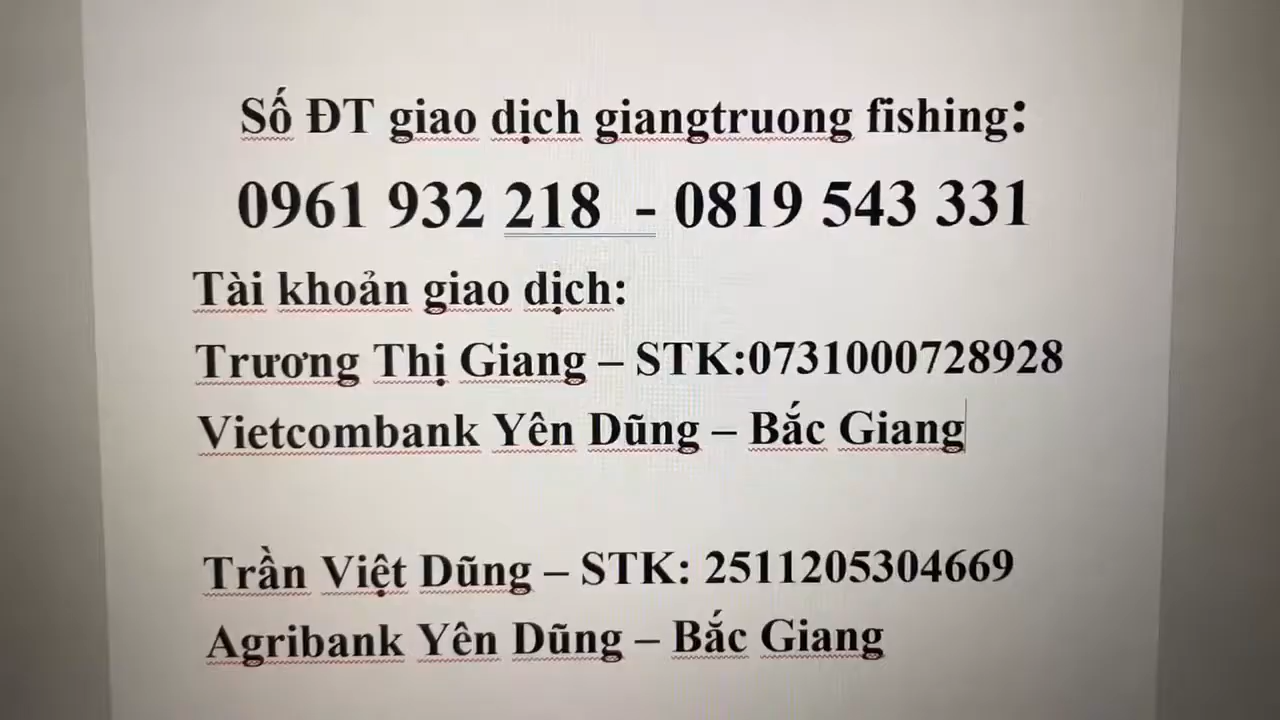 Số ĐT giao dịch giangtruong fishing:
0961 932 218 - 0819 543 331
Tài khoản giao dịch:
Trương Thị Giang – STK:0731000728928
Vietcombank Yên Dũng – Bắc Giang
Trần Việt Dũng – STK: 2511205304669
Agribank Yên Dũng – Bắc Giang